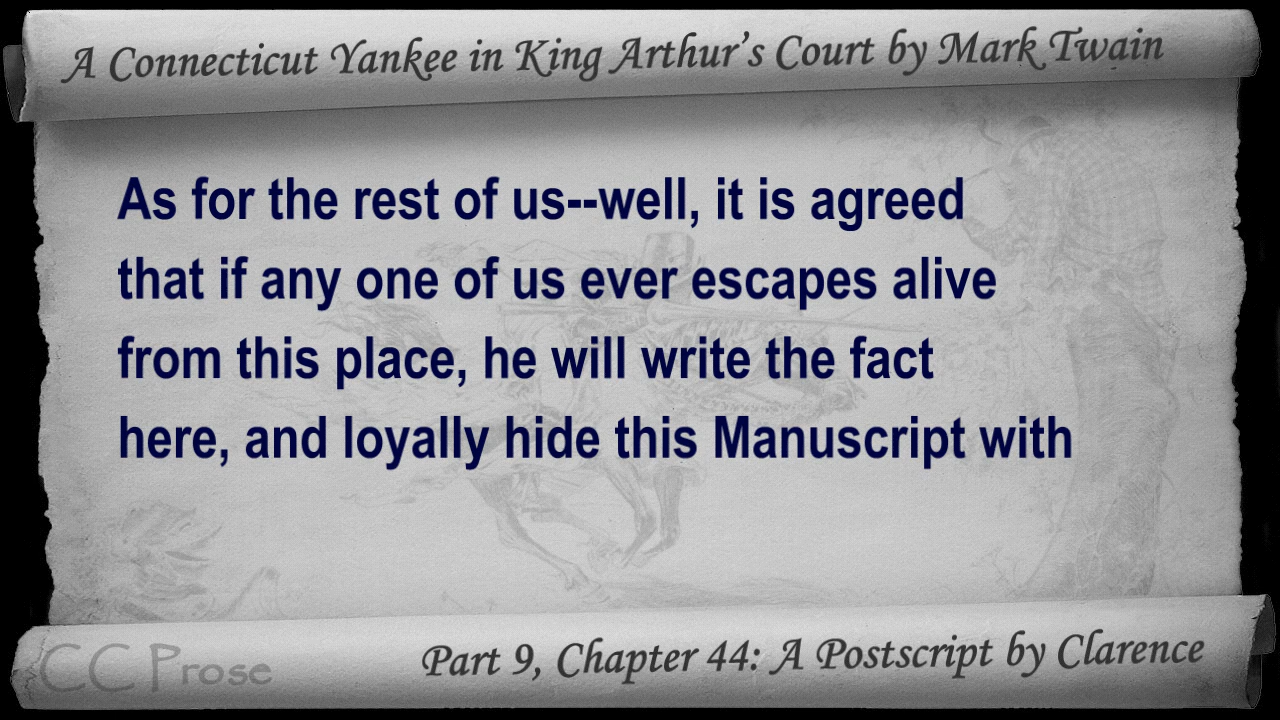 A Connecticut Yankee in King Arthur's Court by Mark Twain
As for the rest of us--well, it is agreed
that if any one of us ever escapes alive
from this place, he will write the fact
here, and loyally hide this Manuscript with
CC Prose
Part 9, Chapter 44: A Postscript by Clarence